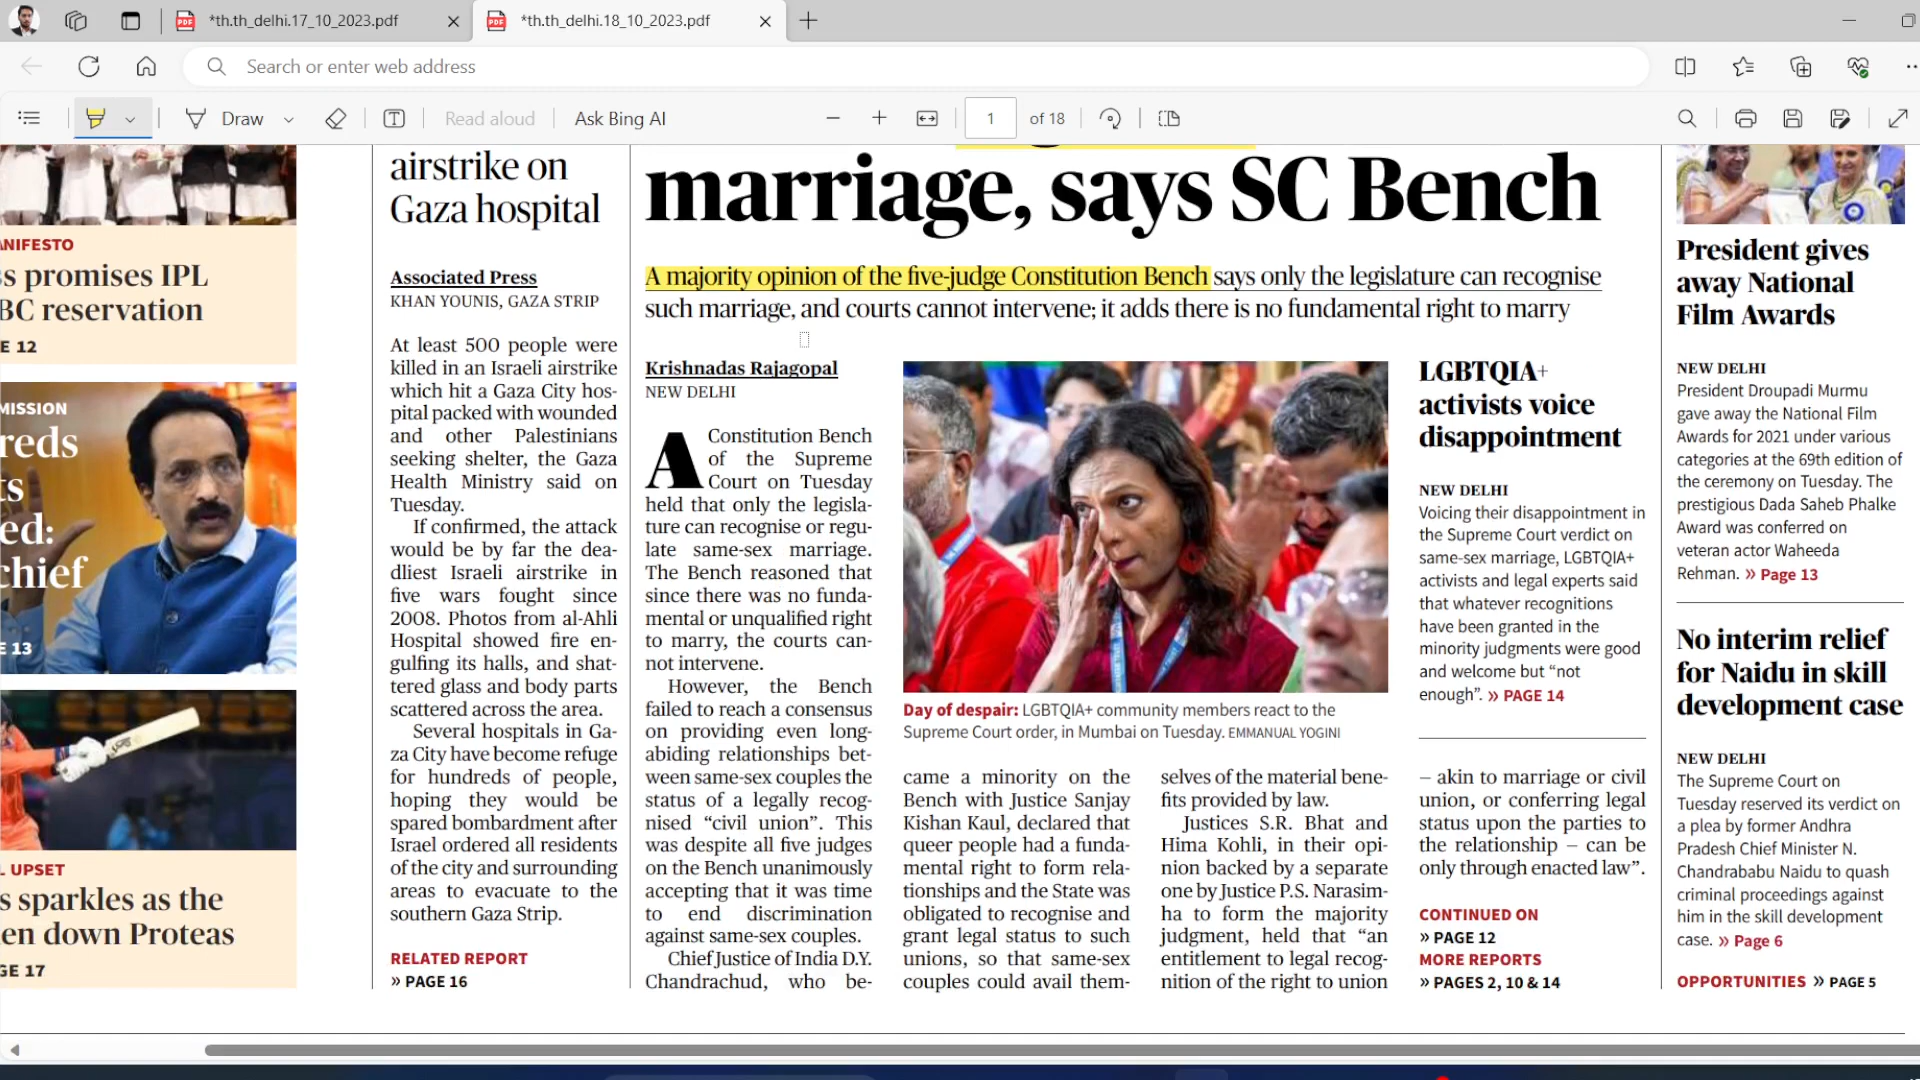 *th.th_delhi.17_10_2023.pdf
*th.th_delhi.18_10_2023.pdf
Search or enter web address
Draw
Read aloud
Ask Bing AI
1 of 18
ANIFESTO
s promises IPL
BC reservation
E 12
MISSION
reds
ts
ed:
chief
E 13
L UPSET
s sparkles as the
en down Proteas
GE 17
airstrike on
Gaza hospital
Associated Press
KHAN YOUNIS, GAZA STRIP
At least 500 people were
killed in an Israeli airstrike
which hit a Gaza City hos-
pital packed with wounded
and other Palestinians
seeking shelter, the Gaza
Health Ministry said on
Tuesday.
If confirmed, the attack
would be by far the dea-
dliest Israeli airstrike in
five wars fought since
2008. Photos from al-Ahli
Hospital showed fire en-
gulfing its halls, and shat-
tered glass and body parts
scattered across the area.
Several hospitals in Ga-
za City have become refuge
for hundreds of people,
hoping they would be
spared bombardment after
Israel ordered all residents
of the city and surrounding
areas to evacuate to the
southern Gaza Strip.
RELATED REPORT
» PAGE 16
marriage, says SC Bench
A majority opinion of the five-judge Constitution Bench says only the legislature can recognise
such marriage, and courts cannot intervene; it adds there is no fundamental right to marry
Krishnadas Rajagopal
NEW DELHI
A Constitution Bench
of the Supreme
Court on Tuesday
held that only the legisla-
ture can recognise or regu-
late same-sex marriage.
The Bench reasoned that
since there was no funda-
mental or unqualified right
to marry, the courts can-
not intervene.
However, the Bench
failed to reach a consensus
on providing even long-
abiding relationships bet-
ween same-sex couples the
status of a legally recog-
nised “civil union”. This
was despite all five judges
on the Bench unanimously
accepting that it was time
to end discrimination
against same-sex couples.
Chief Justice of India D.Y.
Chandrachud, who be-
Day of despair: LGBTQIA+ community members react to the
Supreme Court order, in Mumbai on Tuesday. EMMANUAL YOGINI
came a minority on the
Bench with Justice Sanjay
Kishan Kaul, declared that
queer people had a funda-
mental right to form rela-
tionships and the State was
obligated to recognise and
grant legal status to such
unions, so that same-sex
couples could avail them-
selves of the material bene-
fits provided by law.
Justices S.R. Bhat and
Hima Kohli, in their opi-
nion backed by a separate
one by Justice P.S. Narasim-
ha to form the majority
judgment, held that “an
entitlement to legal recog-
nition of the right to union
LGBTQIA+
activists voice
disappointment
NEW DELHI
Voicing their disappointment in
the Supreme Court verdict on
same-sex marriage, LGBTQIA+
activists and legal experts said
that whatever recognitions
have been granted in the
minority judgments were good
and welcome but “not
enough”. » PAGE 14
– akin to marriage or civil
union, or conferring legal
status upon the parties to
the relationship – can be
only through enacted law”.
CONTINUED ON
» PAGE 12
MORE REPORTS
» PAGES 2, 10 & 14
President gives
away National
Film Awards
NEW DELHI
President Droupadi Murmu
gave away the National Film
Awards for 2021 under various
categories at the 69th edition of
the ceremony on Tuesday. The
prestigious Dada Saheb Phalke
Award was conferred on
veteran actor Waheeda
Rehman. » Page 13
No interim relief
for Naidu in skill
development case
NEW DELHI
The Supreme Court on
Tuesday reserved its verdict on
a plea by former Andhra
Pradesh Chief Minister N.
Chandrababu Naidu to quash
criminal proceedings against
him in the skill development
case. » Page 6
OPPORTUNITIES » PAGE 5